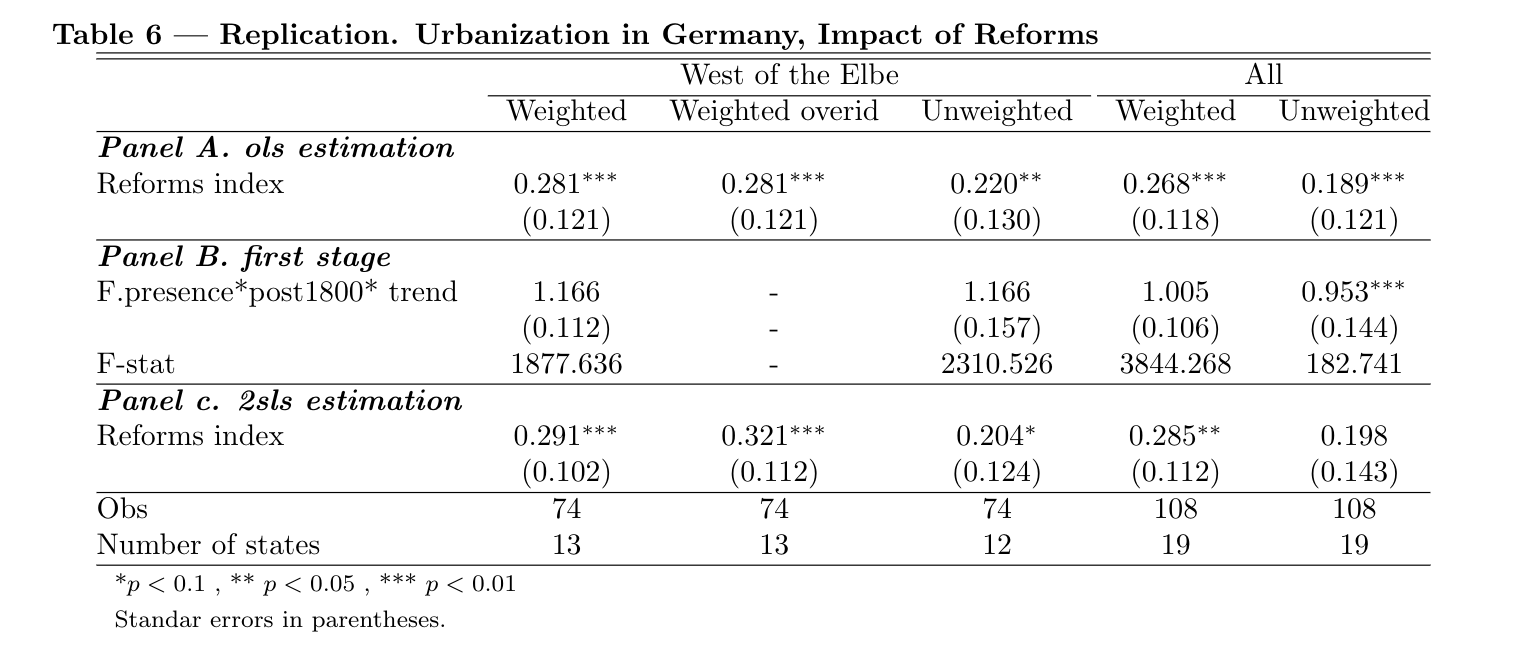 Table 6 — Replication. Urbanization in Germany, Impact of Reforms
West of the Elbe All
Weighted Weighted overid Unweighted Weighted Unweighted
Panel A. ols estimation
Reforms index 0.281*** 0.281*** 0.220** 0.268*** 0.189***
(0.121) (0.121) (0.130) (0.118) (0.121)
Panel B. first stage
F.presence*post1800* trend 1.166 - 1.166 1.005 0.953***
(0.112) - (0.157) (0.106) (0.144)
F-stat 1877.636 - 2310.526 3844.268 182.741
Panel c. 2sls estimation
Reforms index 0.291*** 0.321*** 0.204* 0.285** 0.198
(0.102) (0.112) (0.124) (0.112) (0.143)
Obs 74 74 74 108 108
Number of states 13 13 12 19 19
*p < 0.1 , ** p < 0.05 , *** p < 0.01
Standar errors in parentheses.